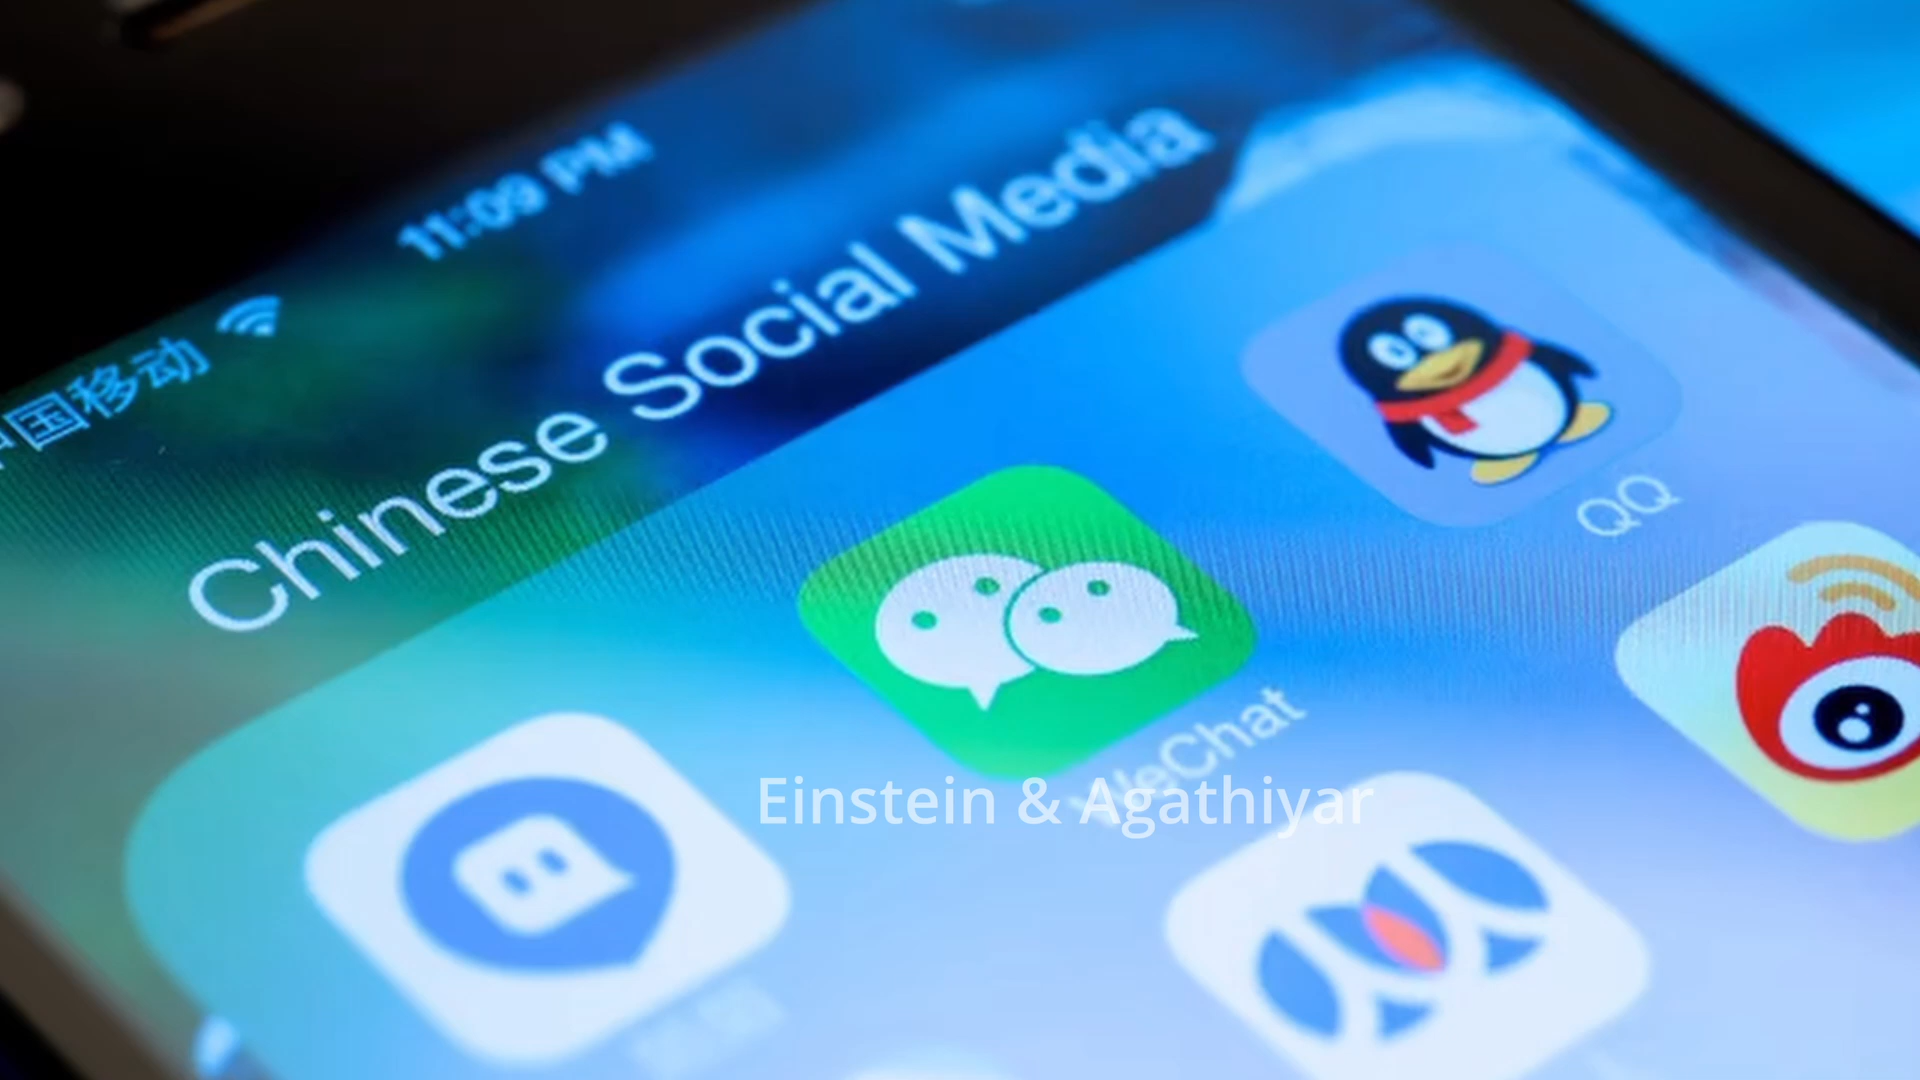 11:09 PM
中国移动
Chinese Social Media
QQ
WeChat
Einstein & Agathiyar